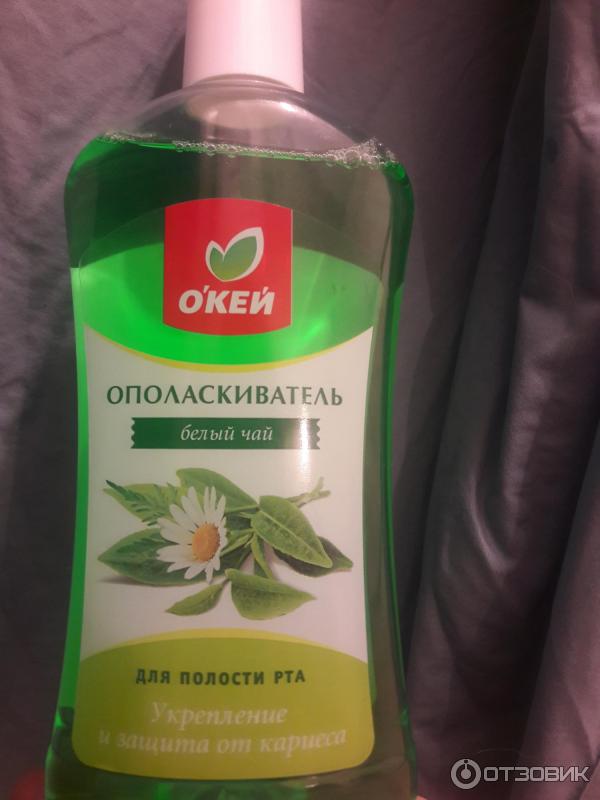 О'КЕЙ
ОПОЛАСКИВАТЕЛЬ
белый чай
ДЛЯ ПОЛОСТИ РТА
Укрепление
и защита от кариеса
ОТЗОВИК